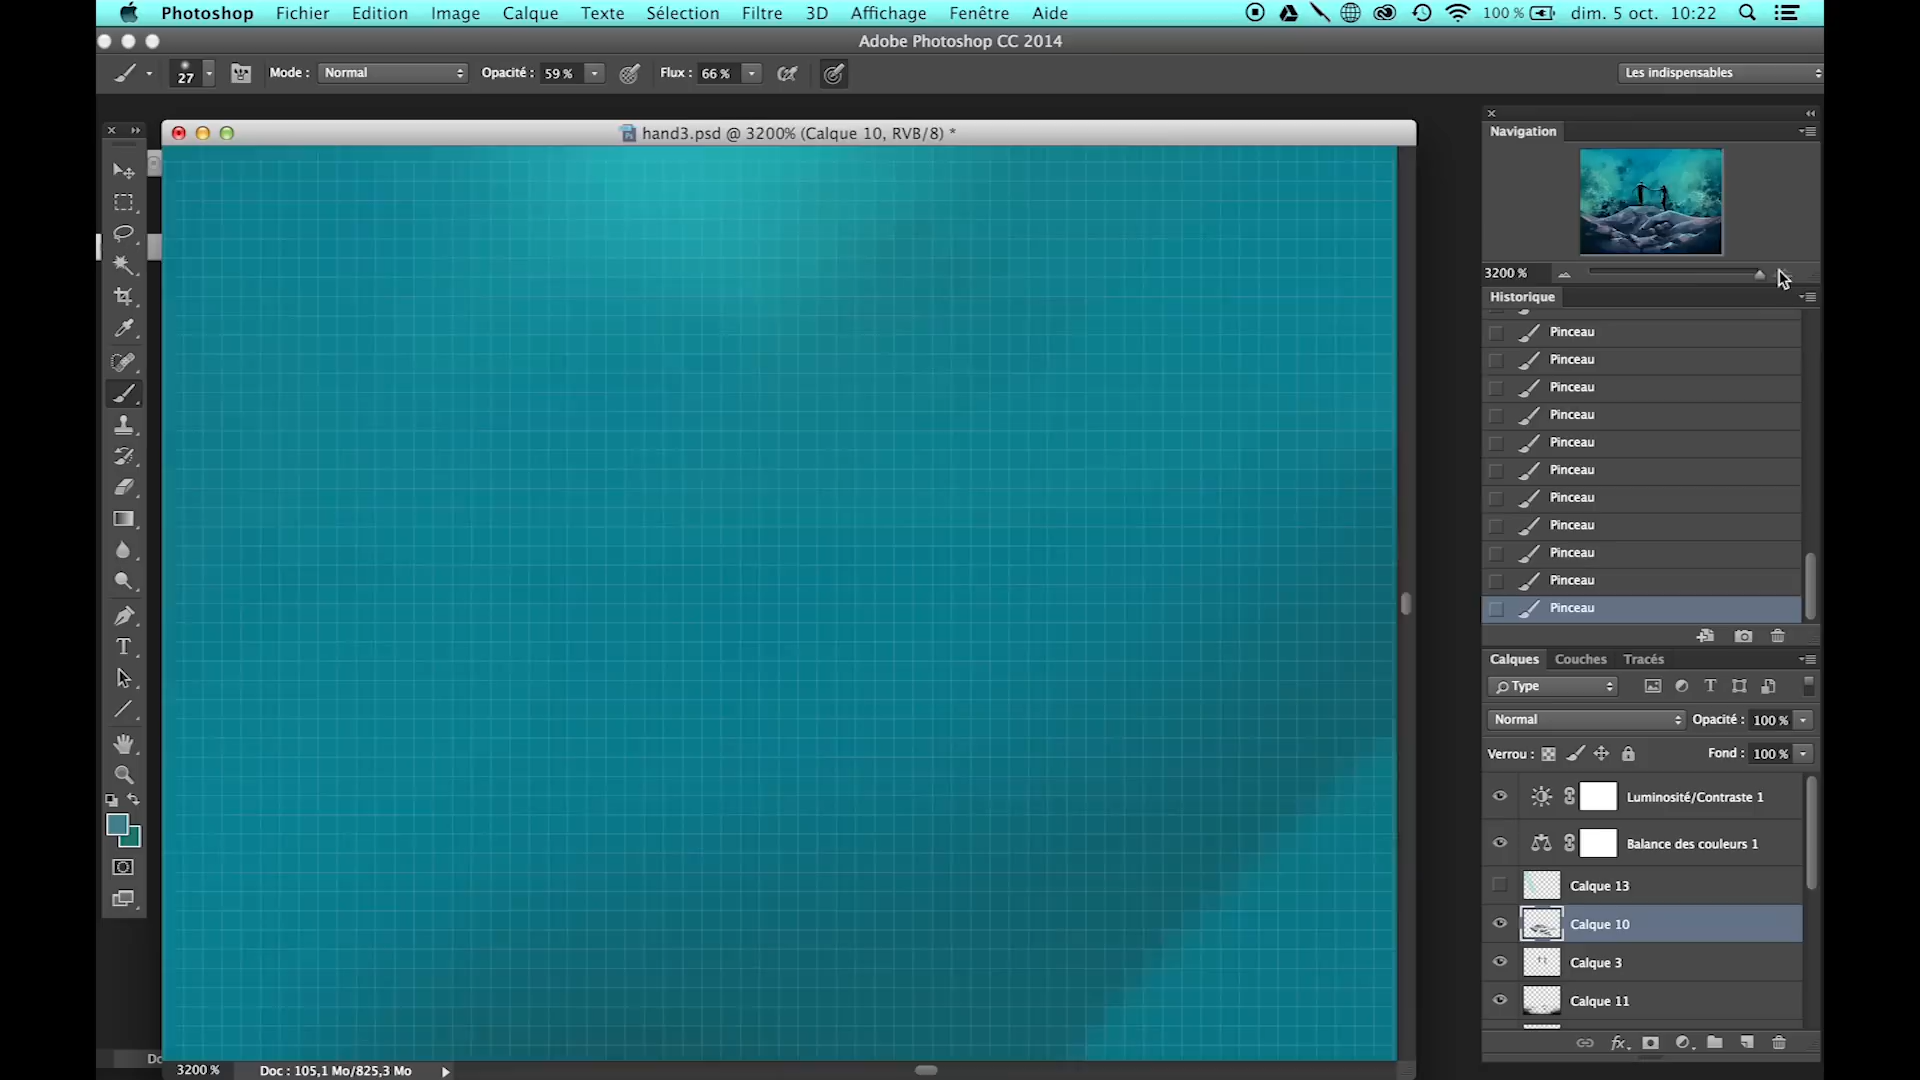 Photoshop Fichier Edition Image Calque Texte Sélection Filtre 3D Affichage Fenêtre Aide 100 % dim. 5 oct. 10:22
Adobe Photoshop CC 2014
27 Mode : Normal Opacité : 59 % Flux : 66 % Les indispensables
hand3.psd @ 3200% (Calque 10, RVB/8) *
Navigation
3200 %
Historique
Pinceau
Pinceau
Pinceau
Pinceau
Pinceau
Pinceau
Pinceau
Pinceau
Pinceau
Pinceau
Pinceau
Calques Couches Tracés
Type
Normal Opacité : 100 %
Verrou : Fond : 100 %
Luminosité/Contraste 1
Balance des couleurs 1
Calque 13
Calque 10
Calque 3
Calque 11
Do
3200 % Doc : 105,1 Mo/825,3 Mo